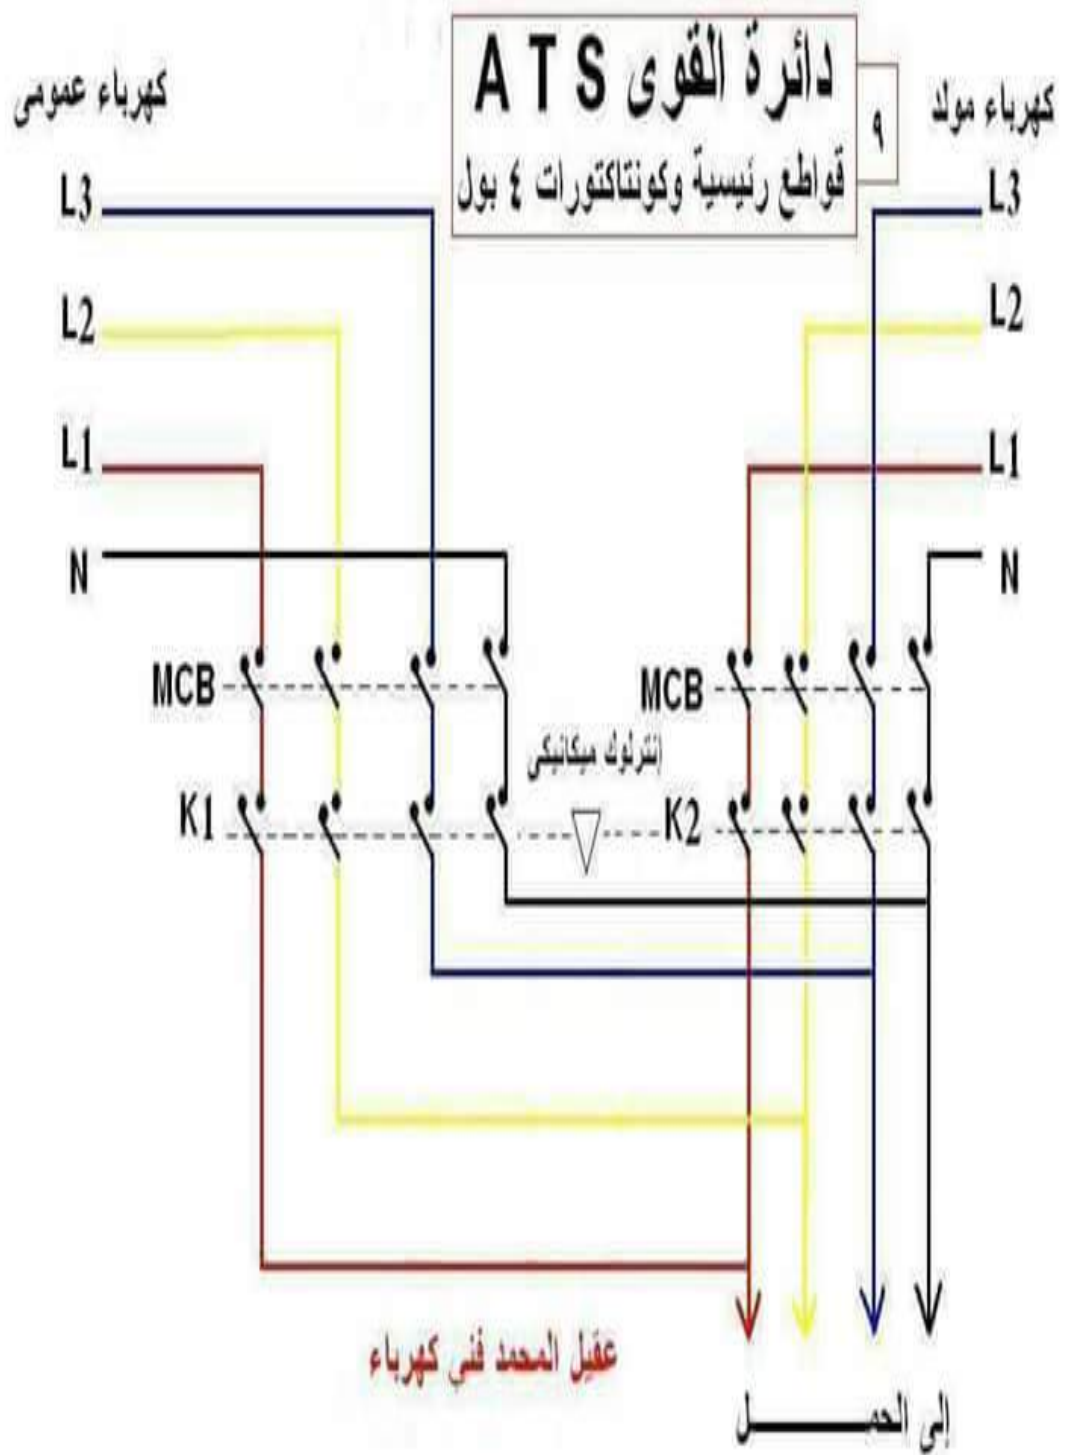 دائرة القوى A T S
قواطع رئيسية وكونتاكتورات ٤ بول
٩
كهرباء عمومى
كهرباء مولد
L3
L3
L2
L2
L1
L1
N
N
MCB
MCB
إنترلوك ميكانيكى
K1
K2
عقيل المحمد فني كهرباء
إلى الحمـــل